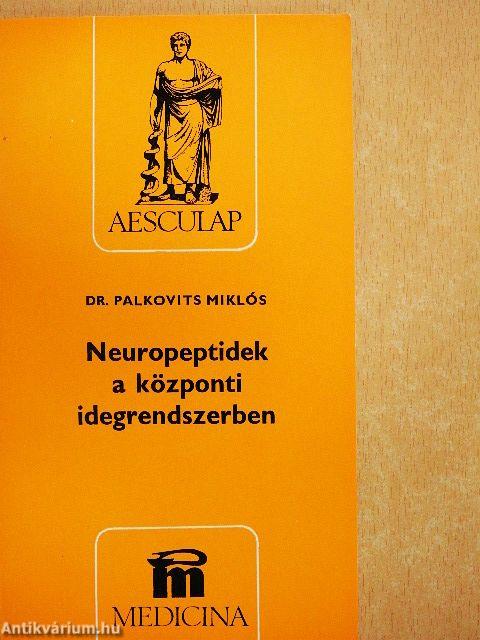 AESCULAP
DR. PALKOVITS MIKLÓS
Neuropeptidek
a központi
idegrendszerben
m
MEDICINA
Antikvárium.hu